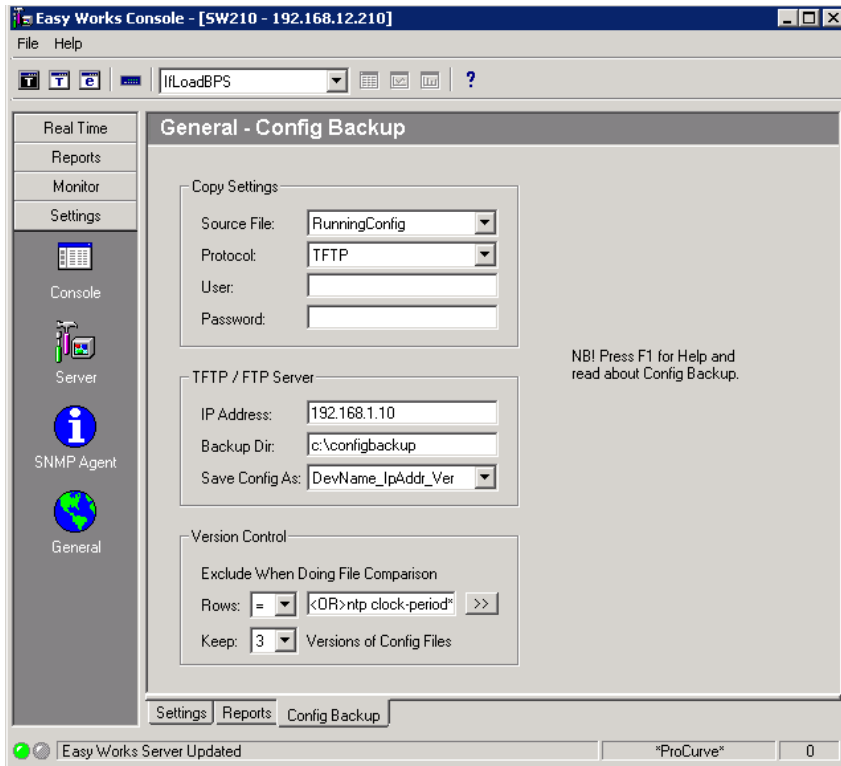 Easy Works Console - [SW210 - 192.168.12.210]
File Help
T T e IfLoadBPS ?
Real Time
Reports
Monitor
Settings
Console
Server
SNMP Agent
General
General - Config Backup
Copy Settings
Source File: RunningConfig
Protocol: TFTP
User:
Password:
TFTP / FTP Server
IP Address: 192.168.1.10
Backup Dir: c:\configbackup
Save Config As: DevName_IpAddr_Ver
Version Control
Exclude When Doing File Comparison
Rows: = <OR>ntp clock-period* >>
Keep: 3 Versions of Config Files
NB! Press F1 for Help and
read about Config Backup.
Settings Reports Config Backup
Easy Works Server Updated *ProCurve* 0